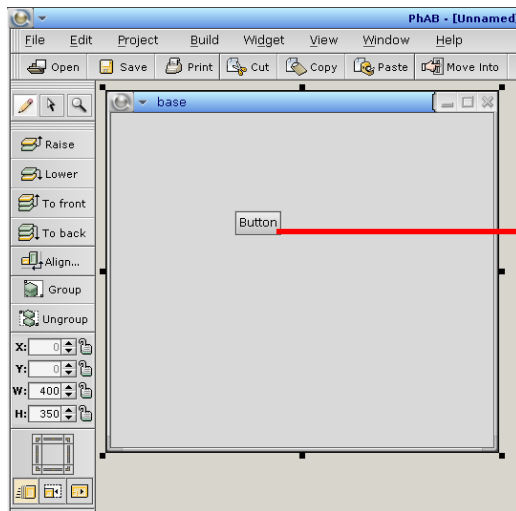 PhAB - [Unnamed]
File Edit Project Build Widget View Window Help
Open Save Print Cut Copy Paste Move Into
base
Raise
Lower
To front
To back
Align...
Group
Ungroup
X: 0
Y: 0
W: 400
H: 350
Button